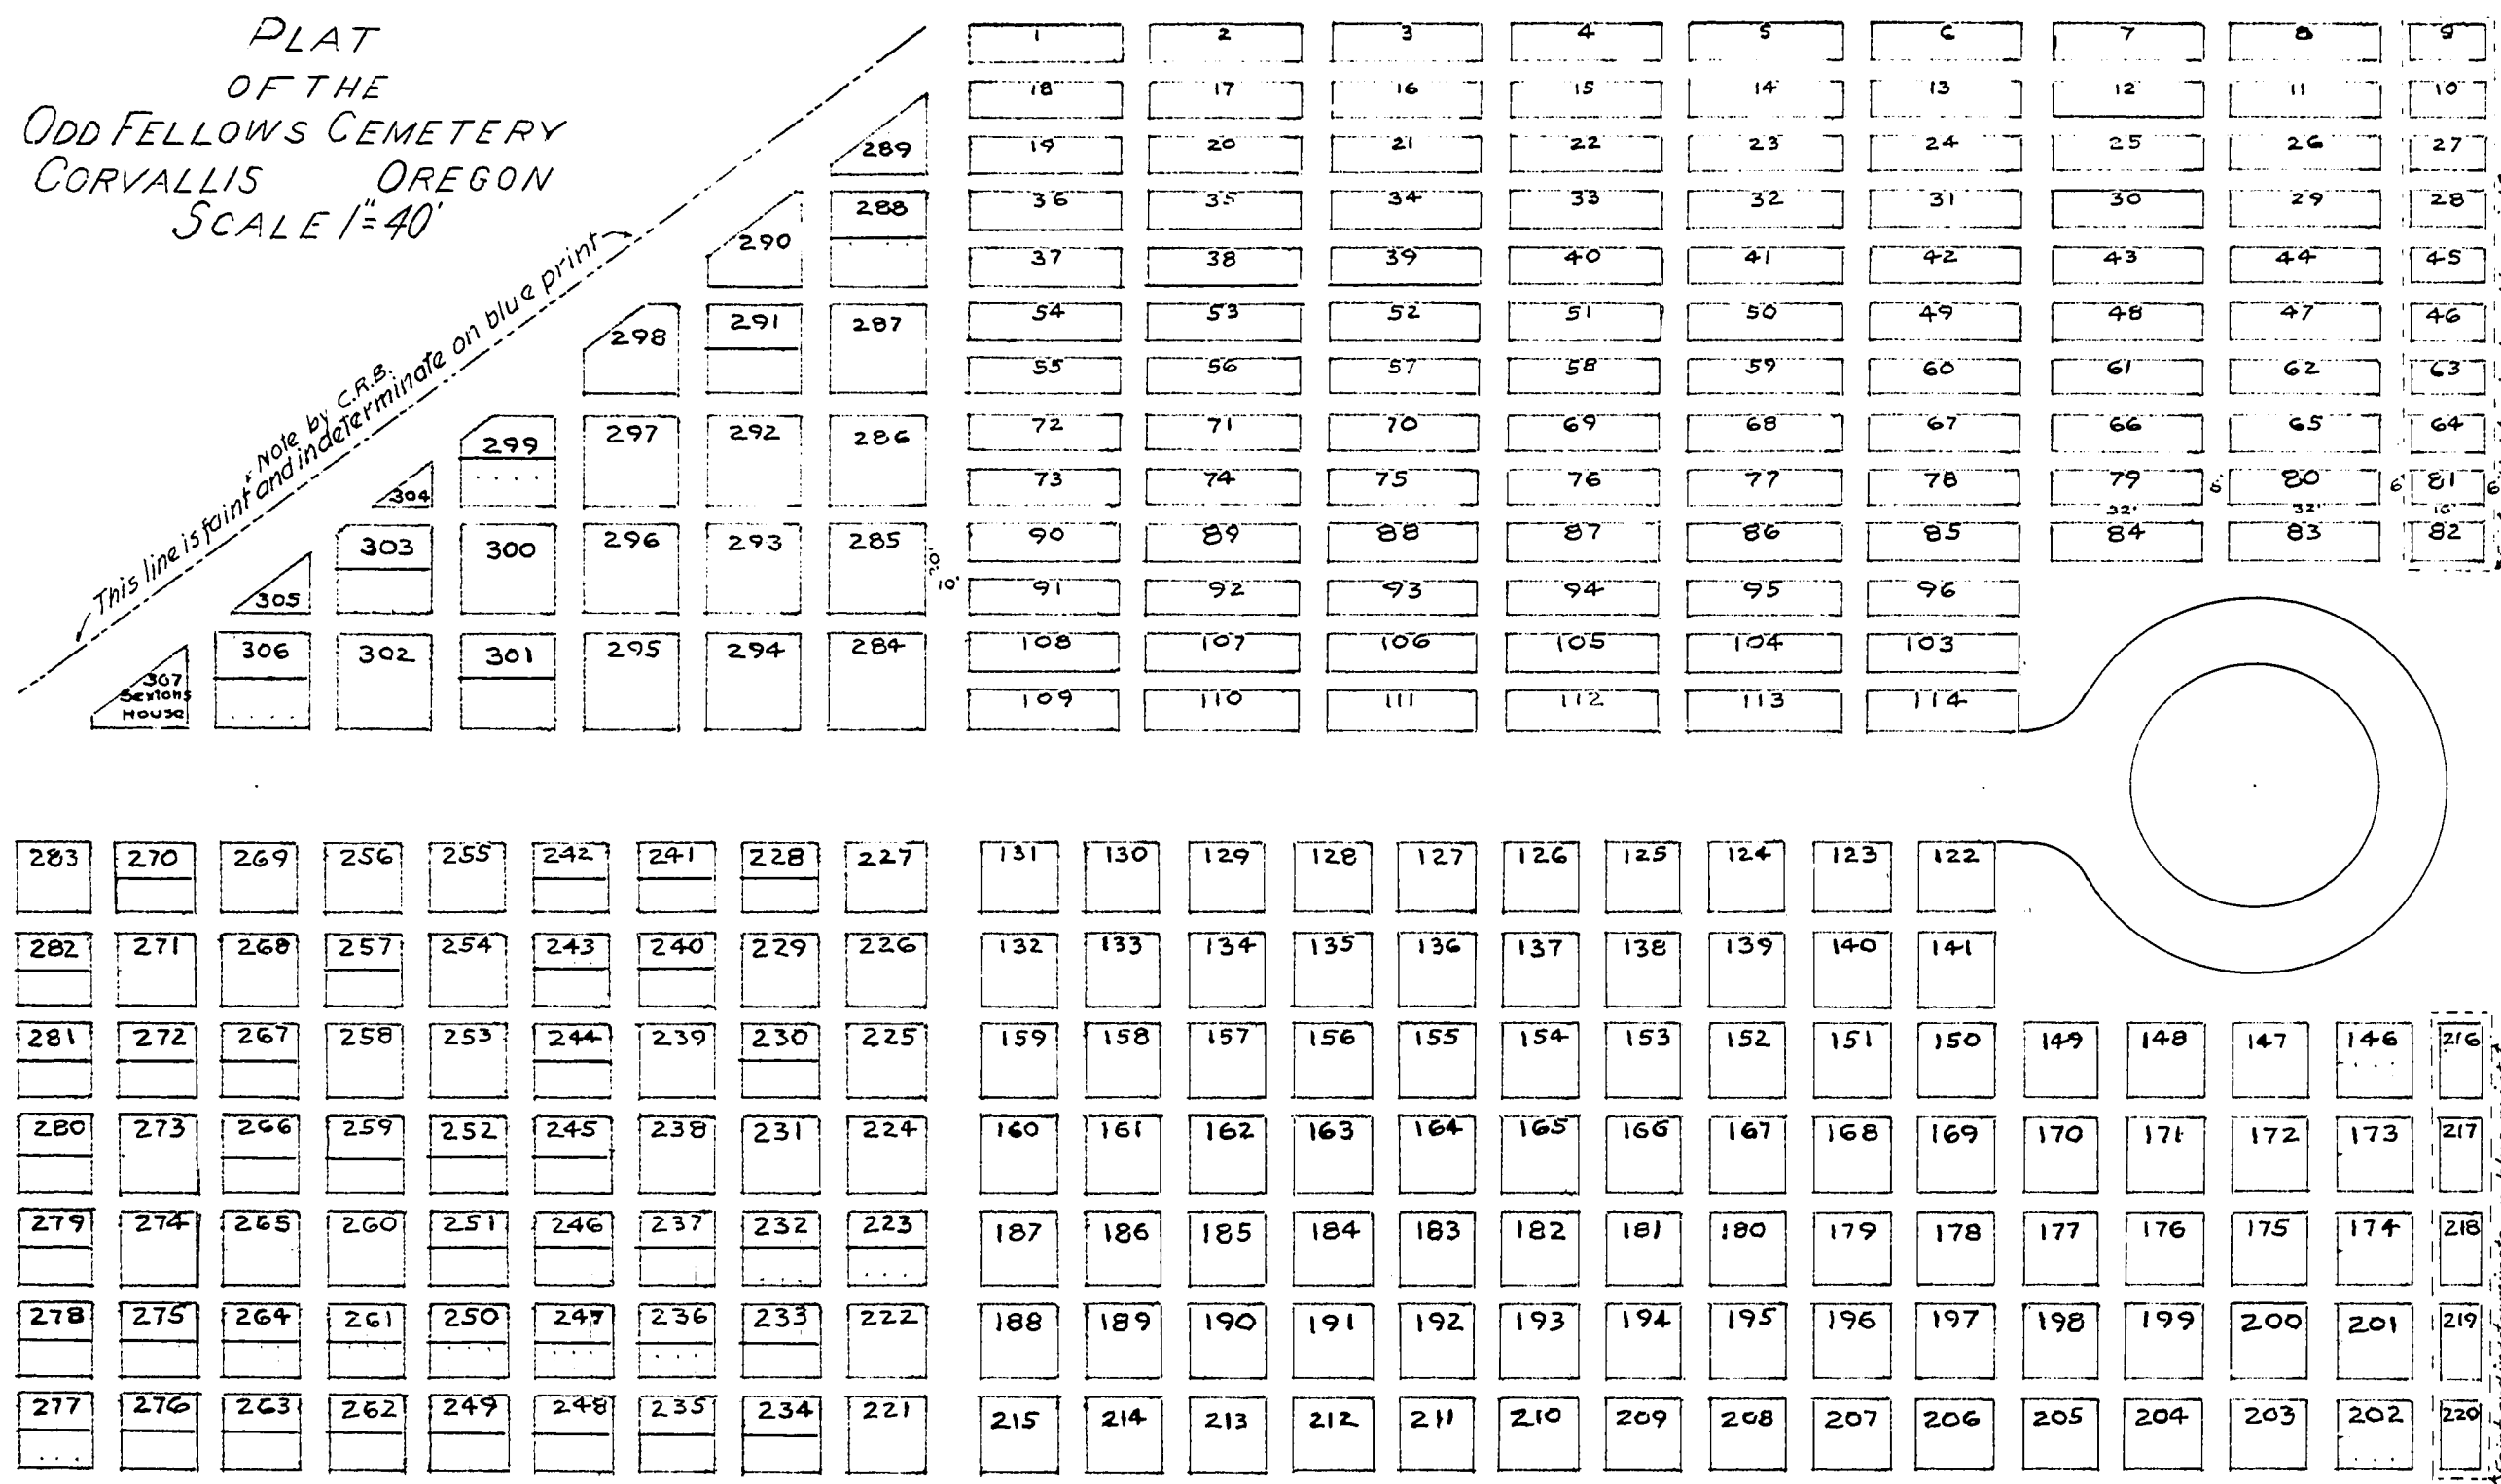 PLAT
OF THE
ODD FELLOWS CEMETERY
CORVALLIS OREGON
SCALE 1"=40'
Note by C.R.B.
This line is faint and indeterminate on blue print
1 2 3 4 5 6 7 8 9
18 17 16 15 14 13 12 11 10
289 19 20 21 22 23 24 25 26 27
288 36 35 34 33 32 31 30 29 28
290 37 38 39 40 41 42 43 44 45
298 291 287 54 53 52 51 50 49 48 47 46
55 56 57 58 59 60 61 62 63
299 297 292 286 72 71 70 69 68 67 66 65 64
304 73 74 75 76 77 78 79 80 6' 81 6'
32' 32' 16'
303 300 296 293 285 90 89 88 87 86 85 84 83 82
20' 10'
305 91 92 93 94 95 96
306 302 301 295 294 284 108 107 106 105 104 103
307 Sextons House
109 110 111 112 113 114
283 270 269 256 255 242 241 228 227 131 130 129 128 127 126 125 124 123 122
282 271 268 257 254 243 240 229 226 132 133 134 135 136 137 138 139 140 141
281 272 267 258 253 244 239 230 225 159 158 157 156 155 154 153 152 151 150 149 148 147 146 216
280 273 266 259 252 245 238 231 224 160 161 162 163 164 165 166 167 168 169 170 171 172 173 217
279 274 265 260 251 246 237 232 223 187 186 185 184 183 182 181 180 179 178 177 176 175 174 218
278 275 264 261 250 247 236 233 222 188 189 190 191 192 193 194 195 196 197 198 199 200 201 219
277 276 263 262 249 248 235 234 221 215 214 213 212 211 210 209 208 207 206 205 204 203 202 220